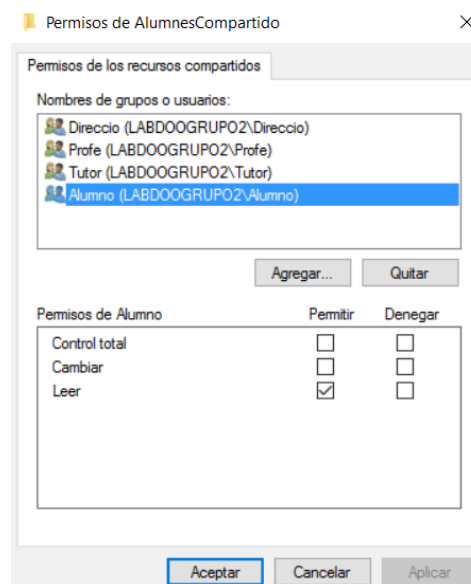 Permisos de AlumnesCompartido
Permisos de los recursos compartidos
Nombres de grupos o usuarios:
Direccio (LABDOOGRUPO2\Direccio)
Profe (LABDOOGRUPO2\Profe)
Tutor (LABDOOGRUPO2\Tutor)
Alumno (LABDOOGRUPO2\Alumno)
Agregar... Quitar
Permisos de Alumno Permitir Denegar
Control total
Cambiar
Leer
Aceptar Cancelar Aplicar